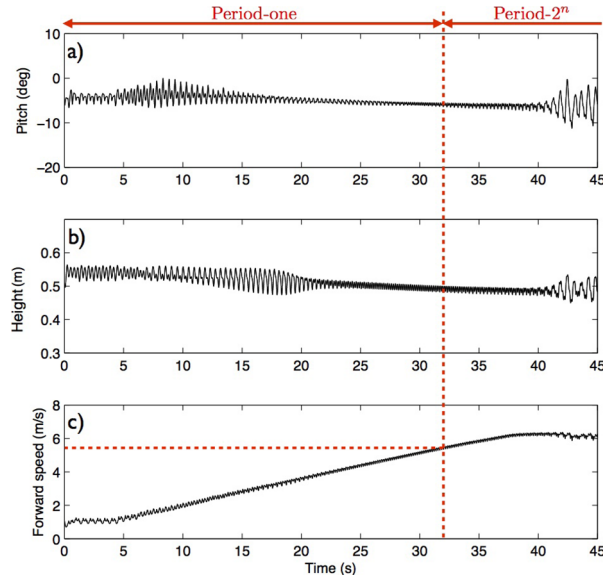 Period-one Period-2ⁿ
a)
Pitch (deg)
10
0
−10
−20
0 5 10 15 20 25 30 35 40 45
b)
Height (m)
0.6
0.5
0.4
0.3
0 5 10 15 20 25 30 35 40 45
c)
Forward speed (m/s)
8
6
4
2
0
0 5 10 15 20 25 30 35 40 45
Time (s)